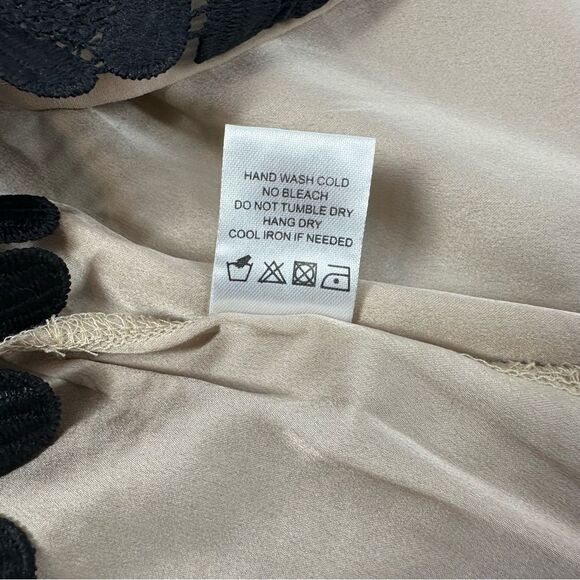 HAND WASH COLD
NO BLEACH
DO NOT TUMBLE DRY
HANG DRY
COOL IRON IF NEEDED